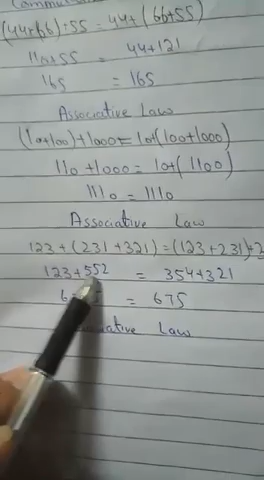 (44+66)+55 = 44+(66+55)
110+55 = 44+121
165 = 165
Associative Law
(10+100)+1000 = 10+(100+1000)
110+1000 = 10+(1100)
1110 = 1110
Associative Law
123+(231+321)=(123+231)+
123+552 = 354+321
= 675
Law